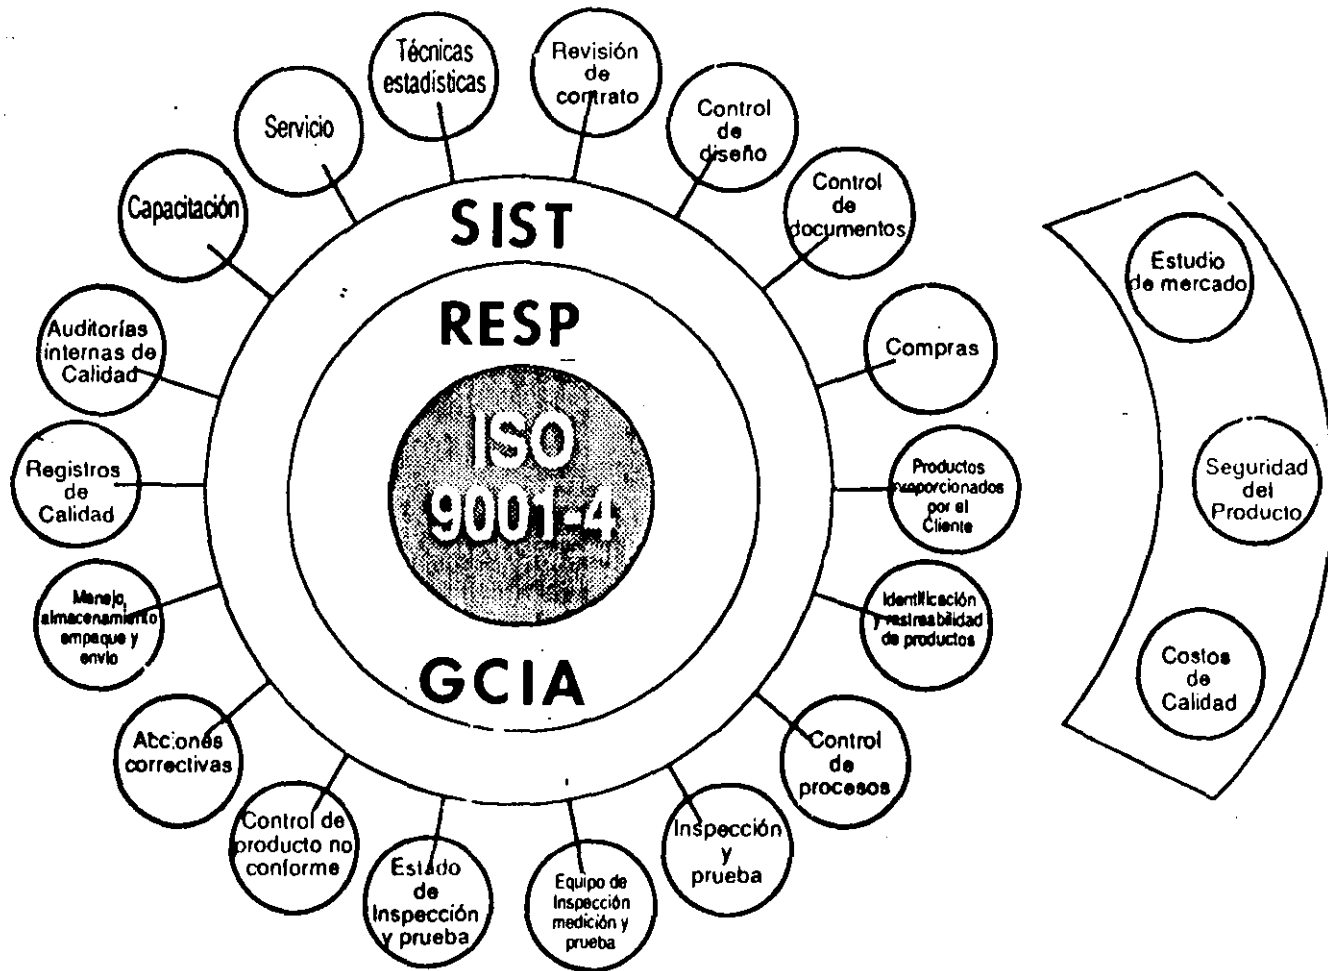 Técnicas
estadísticas
Revisión
de
contrato
Control
de
diseño
Control
de
documentos
Compras
Productos
proporcionados
por el
Cliente
Identificación
y rastreabilidad
de productos
Control
de
procesos
Inspección
y
prueba
Equipo de
Inspección
medición y
prueba
Estado
de
Inspección
y prueba
Control de
producto no
conforme
Acciones
correctivas
Manejo,
almacenamiento
empaque y
envío
Registros
de
Calidad
Auditorías
internas de
Calidad
Capacitación
Servicio
SIST
RESP
ISO
9001-4
GCIA
Estudio
de mercado
Seguridad
del
Producto
Costos
de
Calidad